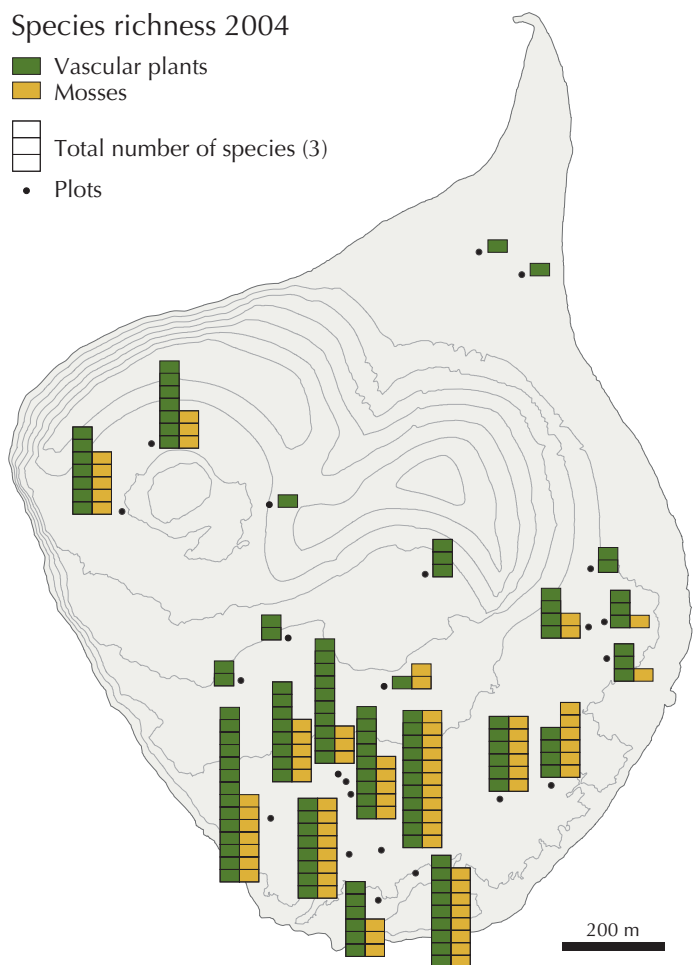 Species richness 2004
Vascular plants
Mosses
Total number of species (3)
Plots
200 m